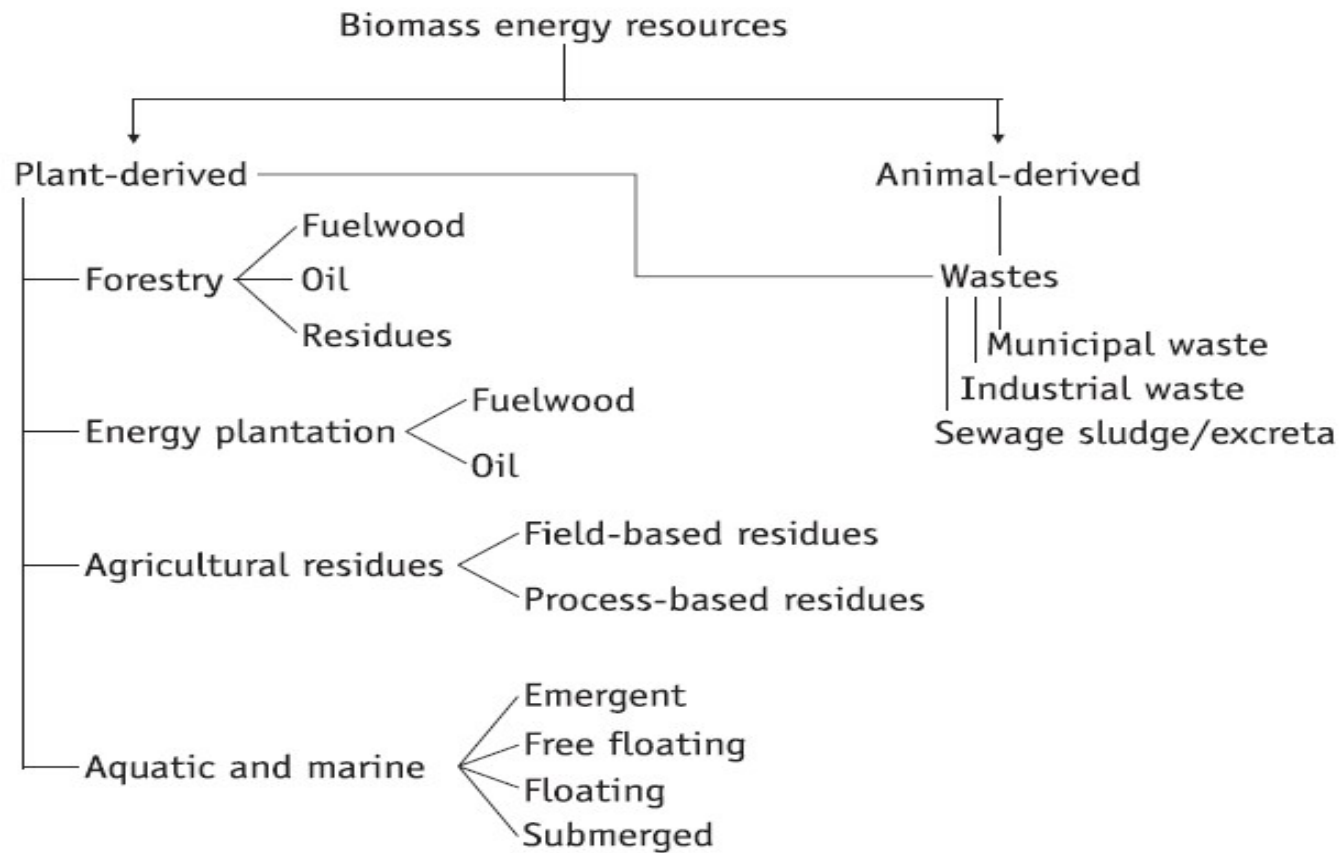 Biomass energy resources
Plant-derived
Animal-derived
Forestry
Fuelwood
Oil
Residues
Wastes
Municipal waste
Industrial waste
Sewage sludge/excreta
Energy plantation
Fuelwood
Oil
Agricultural residues
Field-based residues
Process-based residues
Aquatic and marine
Emergent
Free floating
Floating
Submerged